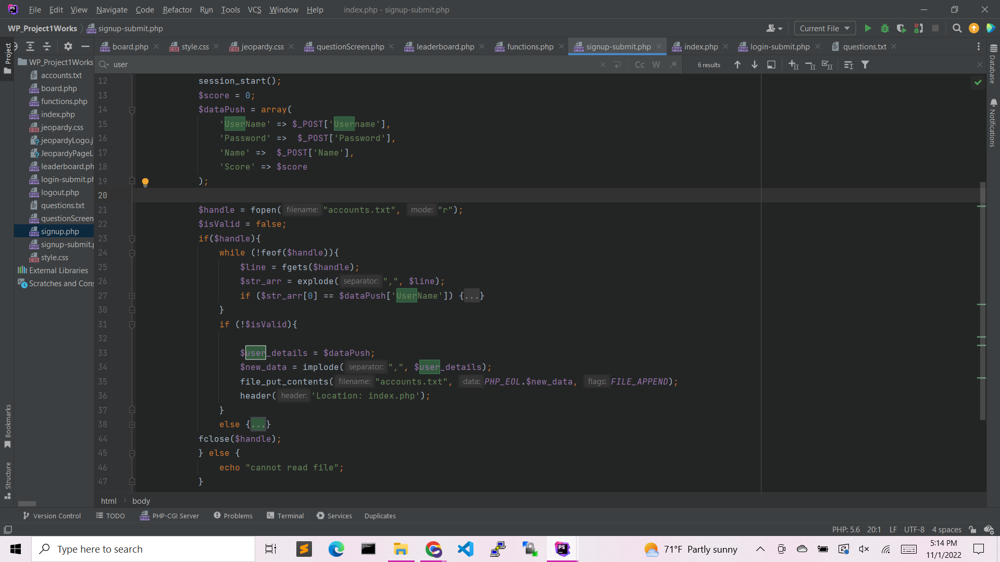 File Edit View Navigate Code Refactor Run Tools VCS Window Help index.php - signup-submit.php
WP_Project1Works signup-submit.php Current File
board.php style.css jeopardy.css questionScreen.php leaderboard.php functions.php signup-submit.php index.php login-submit.php questions.txt
user Cc W .* 6 results
Project
WP_Project1Works
accounts.txt
board.php
functions.php
index.php
jeopardy.css
jeopardyLogo.j
JeopardyPageL
leaderboard.ph
login-submit.ph
logout.php
questions.txt
questionScreen
signup.php
signup-submit.p
style.css
External Libraries
Scratches and Cons
Bookmarks
Structure
12 session_start();
13 $score = 0;
14 $dataPush = array(
15 'UserName' => $_POST['Username'],
16 'Password' => $_POST['Password'],
17 'Name' => $_POST['Name'],
18 'Score' => $score
19 );
20
21 $handle = fopen( filename: "accounts.txt", mode: "r");
22 $isValid = false;
23 if($handle){
24 while (!feof($handle)){
25 $line = fgets($handle);
26 $str_arr = explode( separator: ",", $line);
27 if ($str_arr[0] == $dataPush['UserName']) {...}
30 }
31 if (!$isValid){
32
33 $user_details = $dataPush;
34 $new_data = implode( separator: ",", $user_details);
35 file_put_contents( filename: "accounts.txt", data: PHP_EOL.$new_data, flags: FILE_APPEND);
36 header( header: 'Location: index.php');
37 }
38 else {...}
44 fclose($handle);
45 } else {
46 echo "cannot read file";
47 }
Database
Notifications
html body
Version Control TODO PHP-CGI Server Problems Terminal Services Duplicates
PHP: 5.6 20:1 LF UTF-8 4 spaces
Type here to search
71°F Partly sunny
5:14 PM
11/1/2022